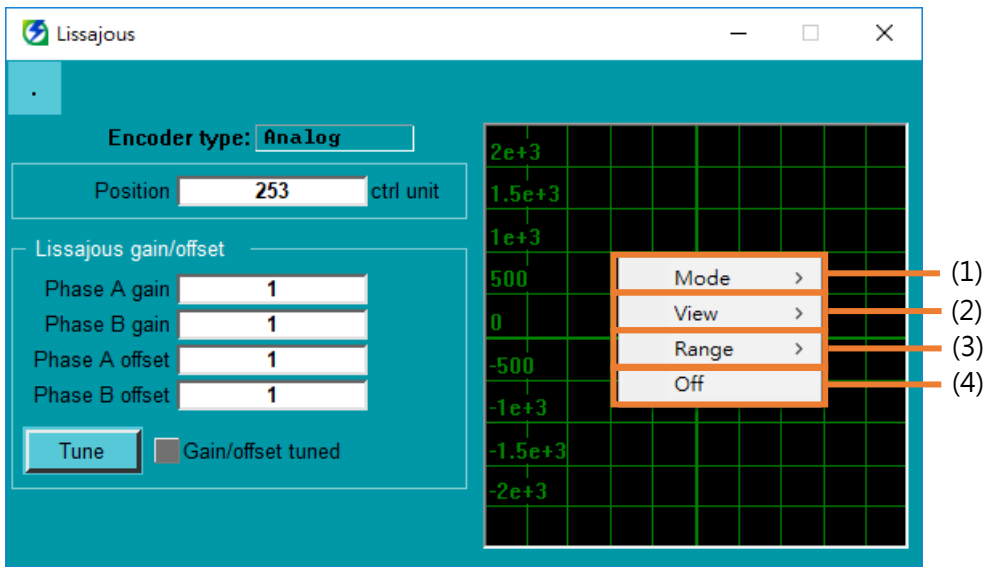 Lissajous
.
Encoder type: Analog
Position 253 ctrl unit
Lissajous gain/offset
Phase A gain 1
Phase B gain 1
Phase A offset 1
Phase B offset 1
Tune Gain/offset tuned
2e+3
1.5e+3
1e+3
500
0
-500
-1e+3
-1.5e+3
-2e+3
Mode > (1)
View > (2)
Range > (3)
Off (4)